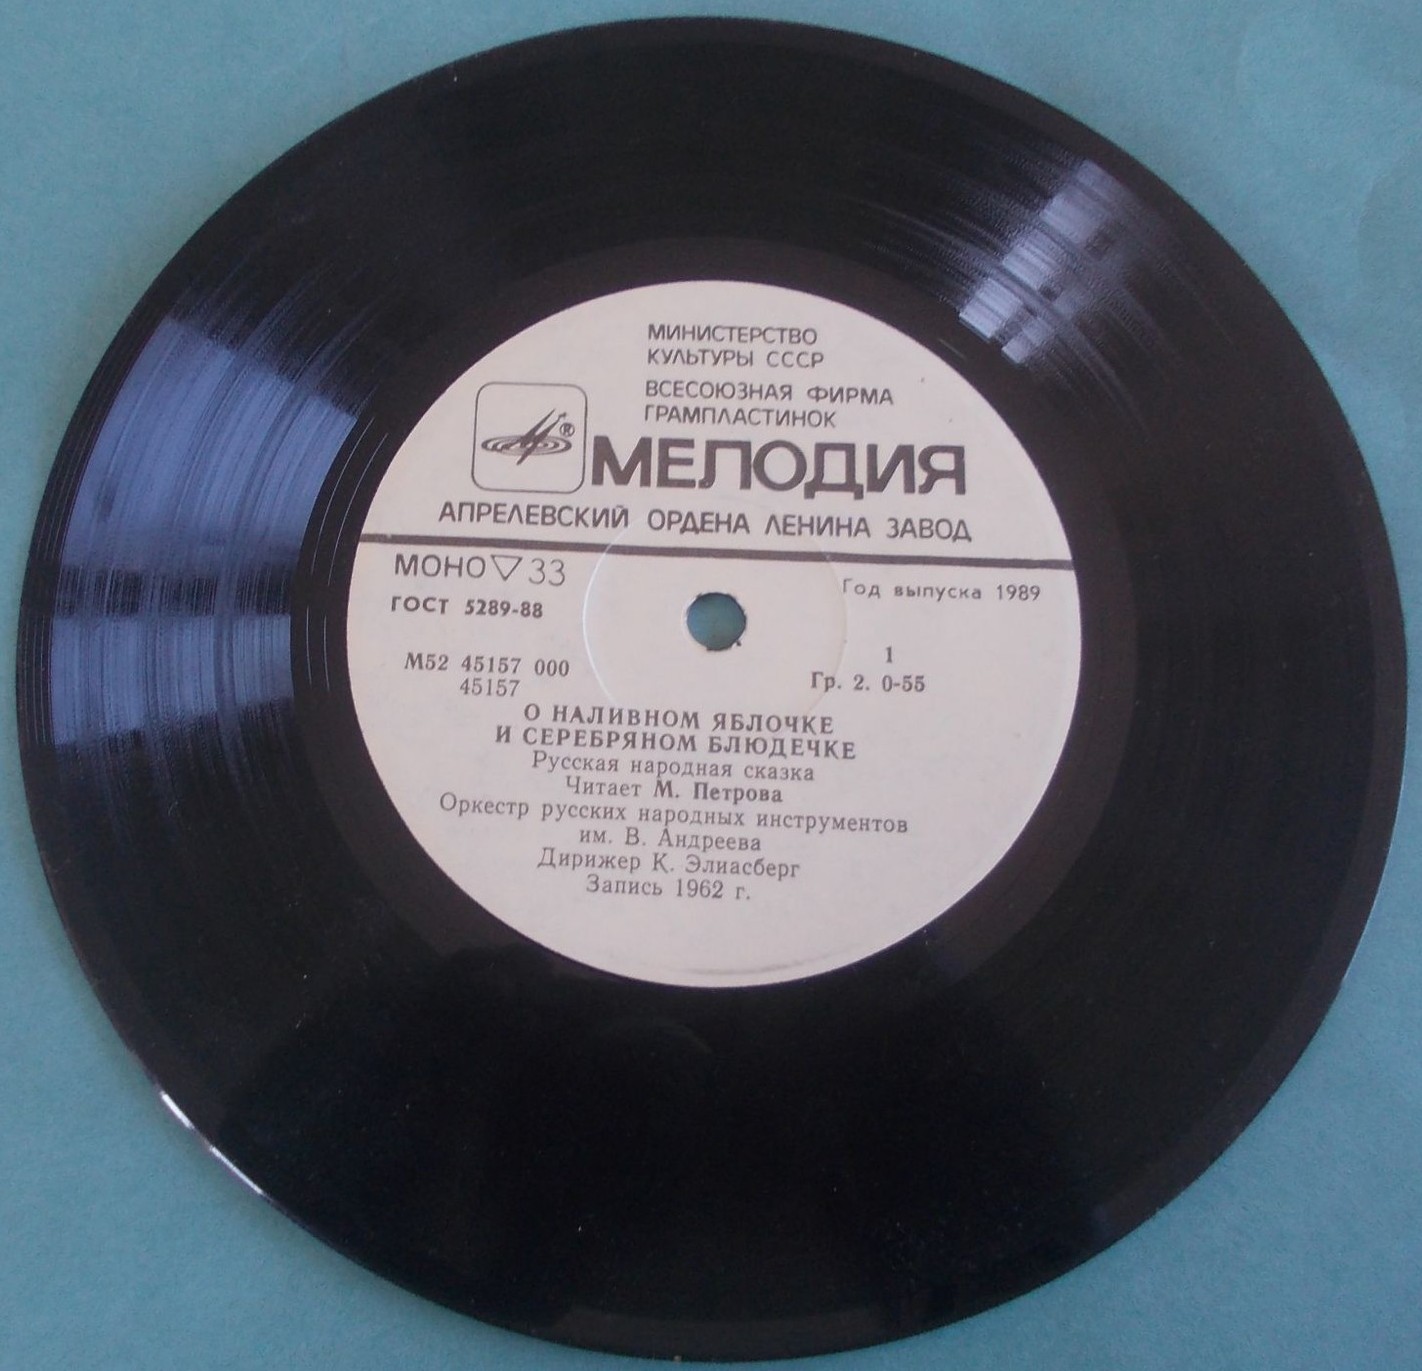 МИНИСТЕРСТВО
КУЛЬТУРЫ СССР
ВСЕСОЮЗНАЯ ФИРМА
ГРАМПЛАСТИНОК
®
МЕЛОДИЯ
АПРЕЛЕВСКИЙ ОРДЕНА ЛЕНИНА ЗАВОД
МОНО ▽ 33
Год выпуска 1989
ГОСТ 5289-88
М52 45157 000
45157
1
Гр. 2. 0-55
О НАЛИВНОМ ЯБЛОЧКЕ
И СЕРЕБРЯНОМ БЛЮДЕЧКЕ
Русская народная сказка
Читает М. Петрова
Оркестр русских народных инструментов
им. В. Андреева
Дирижер К. Элиасберг
Запись 1962 г.